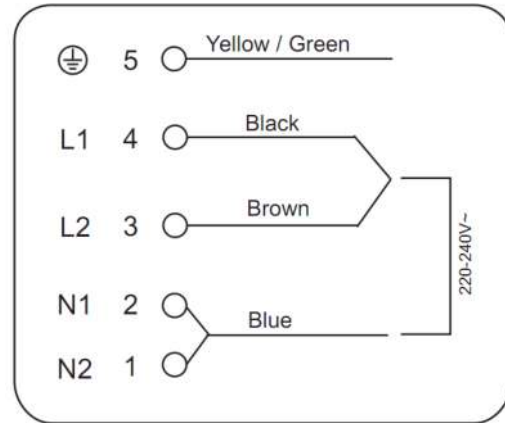 5 Yellow / Green
L1 4 Black
L2 3 Brown
N1 2
Blue
N2 1
220-240V~